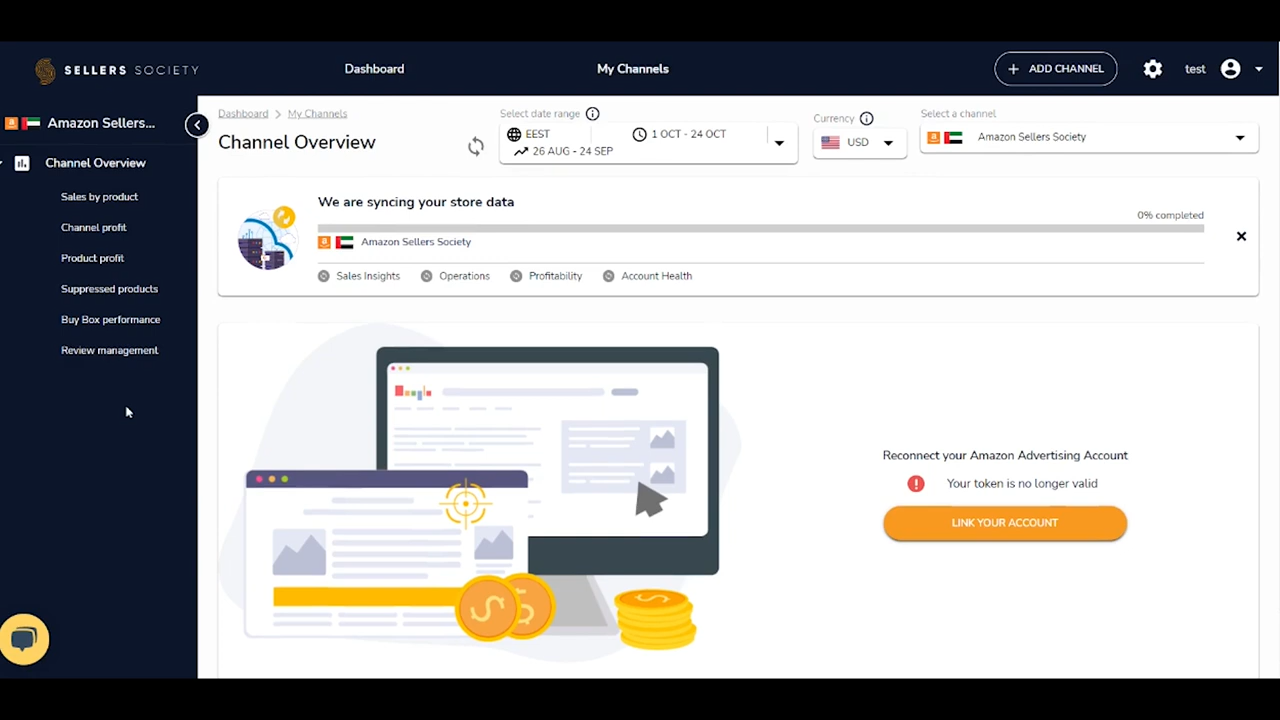 SELLERS SOCIETY
Dashboard
My Channels
+ ADD CHANNEL
test
Amazon Sellers...
Channel Overview
Sales by product
Channel profit
Product profit
Suppressed products
Buy Box performance
Review management
Dashboard > My Channels
Channel Overview
Select date range
EEST
1 OCT - 24 OCT
26 AUG - 24 SEP
Currency
USD
Select a channel
Amazon Sellers Society
We are syncing your store data
0% completed
Amazon Sellers Society
Sales Insights
Operations
Profitability
Account Health
Reconnect your Amazon Advertising Account
Your token is no longer valid
LINK YOUR ACCOUNT